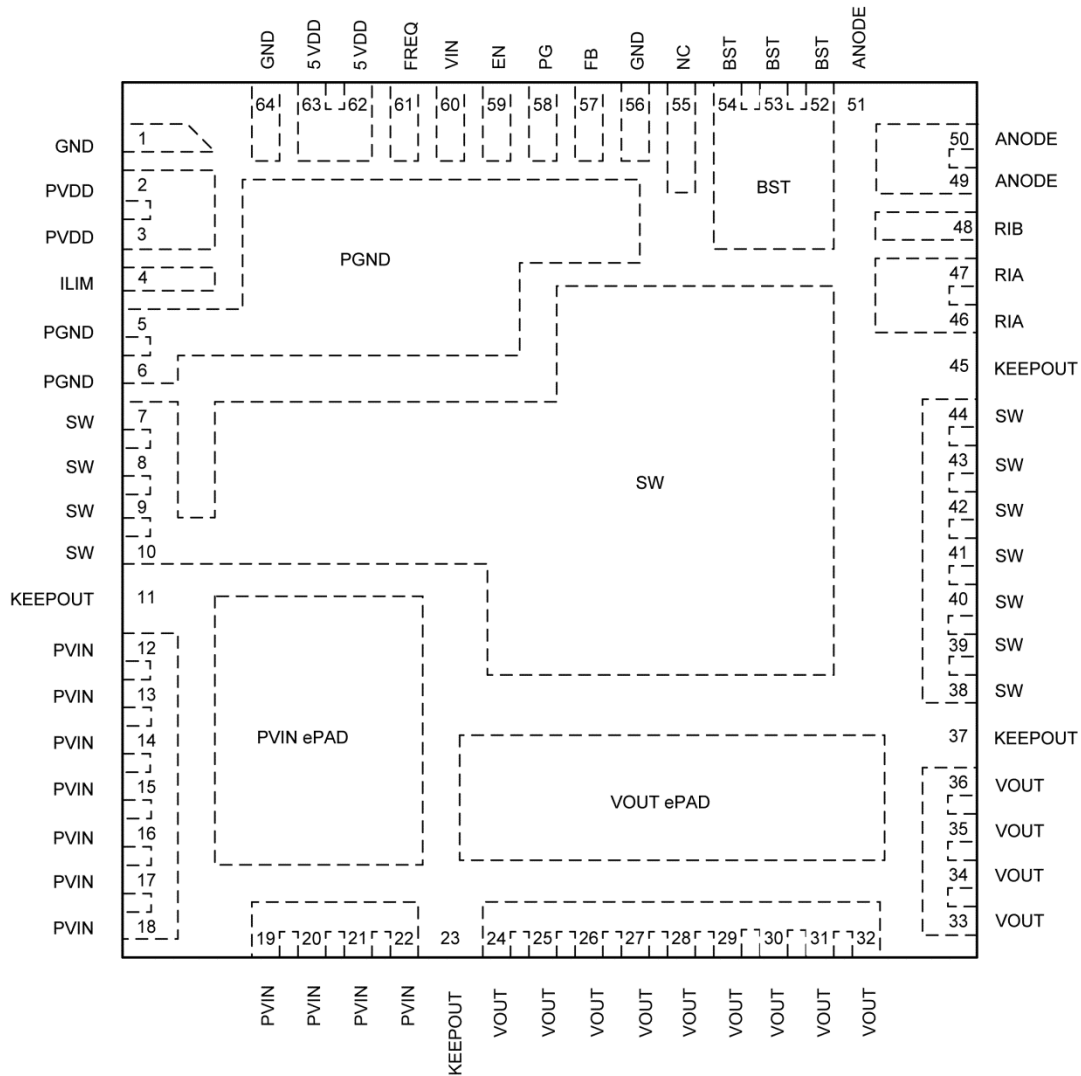 GND
5 VDD
5 VDD
FREQ
VIN
EN
PG
FB
GND
NC
BST
BST
BST
ANODE
64
63
62
61
60
59
58
57
56
55
54
53
52
51
GND
1
PVDD
2
PVDD
3
ILIM
4
PGND
5
PGND
6
SW
7
SW
8
SW
9
SW
10
KEEPOUT
11
PVIN
12
PVIN
13
PVIN
14
PVIN
15
PVIN
16
PVIN
17
PVIN
18
PGND
BST
SW
PVIN ePAD
VOUT ePAD
50
ANODE
49
ANODE
48
RIB
47
RIA
46
RIA
45
KEEPOUT
44
SW
43
SW
42
SW
41
SW
40
SW
39
SW
38
SW
37
KEEPOUT
36
VOUT
35
VOUT
34
VOUT
33
VOUT
19
20
21
22
23
24
25
26
27
28
29
30
31
32
PVIN
PVIN
PVIN
PVIN
KEEPOUT
VOUT
VOUT
VOUT
VOUT
VOUT
VOUT
VOUT
VOUT
VOUT